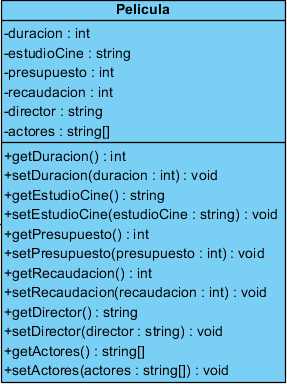 Pelicula
-duracion : int
-estudioCine : string
-presupuesto : int
-recaudacion : int
-director : string
-actores : string[]
+getDuracion() : int
+setDuracion(duracion : int) : void
+getEstudioCine() : string
+setEstudioCine(estudioCine : string) : void
+getPresupuesto() : int
+setPresupuesto(presupuesto : int) : void
+getRecaudacion() : int
+setRecaudacion(recaudacion : int) : void
+getDirector() : string
+setDirector(director : string) : void
+getActores() : string[]
+setActores(actores : string[]) : void